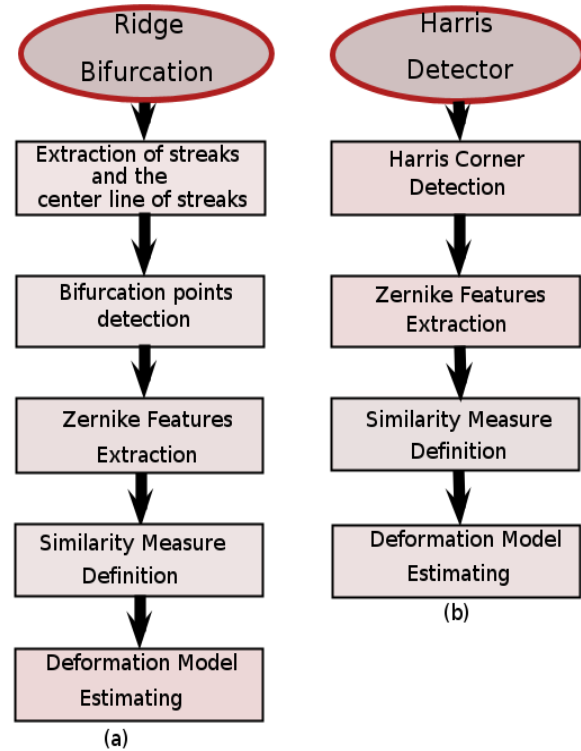 Ridge
Bifurcation
Extraction of streaks
and the
center line of streaks
Bifurcation points
detection
Zernike Features
Extraction
Similarity Measure
Definition
Deformation Model
Estimating
(a)
Harris
Detector
Harris Corner
Detection
Zernike Features
Extraction
Similarity Measure
Definition
Deformation Model
Estimating
(b)